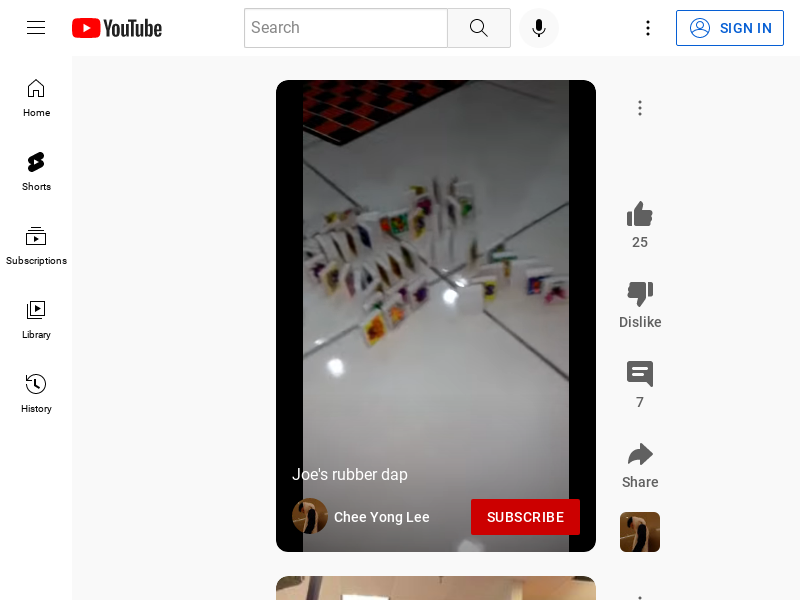 YouTube
Search
SIGN IN
Home
Shorts
Subscriptions
Library
History
25
Dislike
7
Share
Joe's rubber dap
Chee Yong Lee
SUBSCRIBE